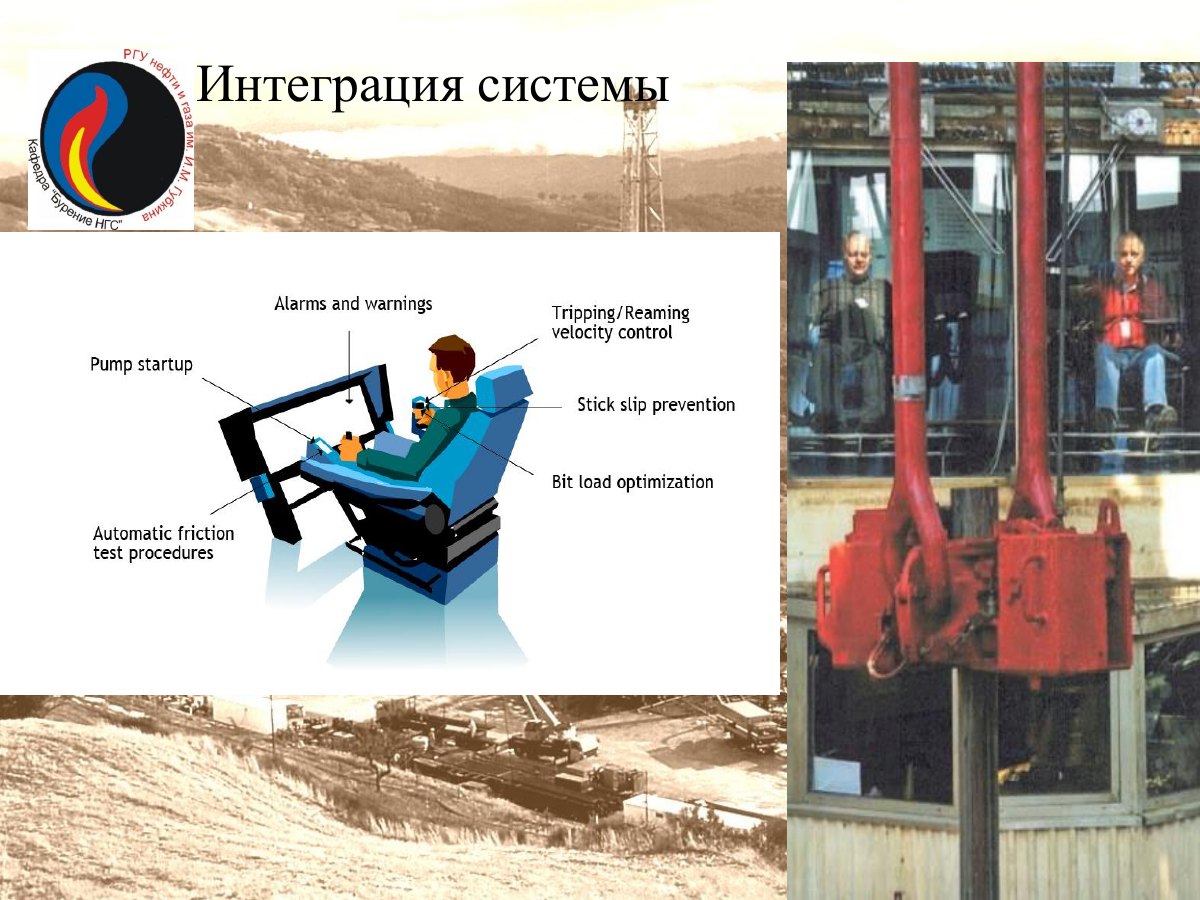 РГУ нефти и газа им. И.М. Губкина
Кафедра "Бурение НГС"
Интеграция системы
Alarms and warnings
Tripping/Reaming
velocity control
Pump startup
Stick slip prevention
Bit load optimization
Automatic friction
test procedures